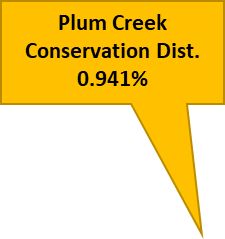 Plum Creek
Conservation Dist.
0.941%